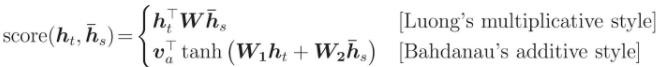 score(h_t, h̄_s) = { h_t^⊤ W h̄_s [Luong's multiplicative style]
v_a^⊤ tanh (W_1 h_t + W_2 h̄_s) [Bahdanau's additive style]